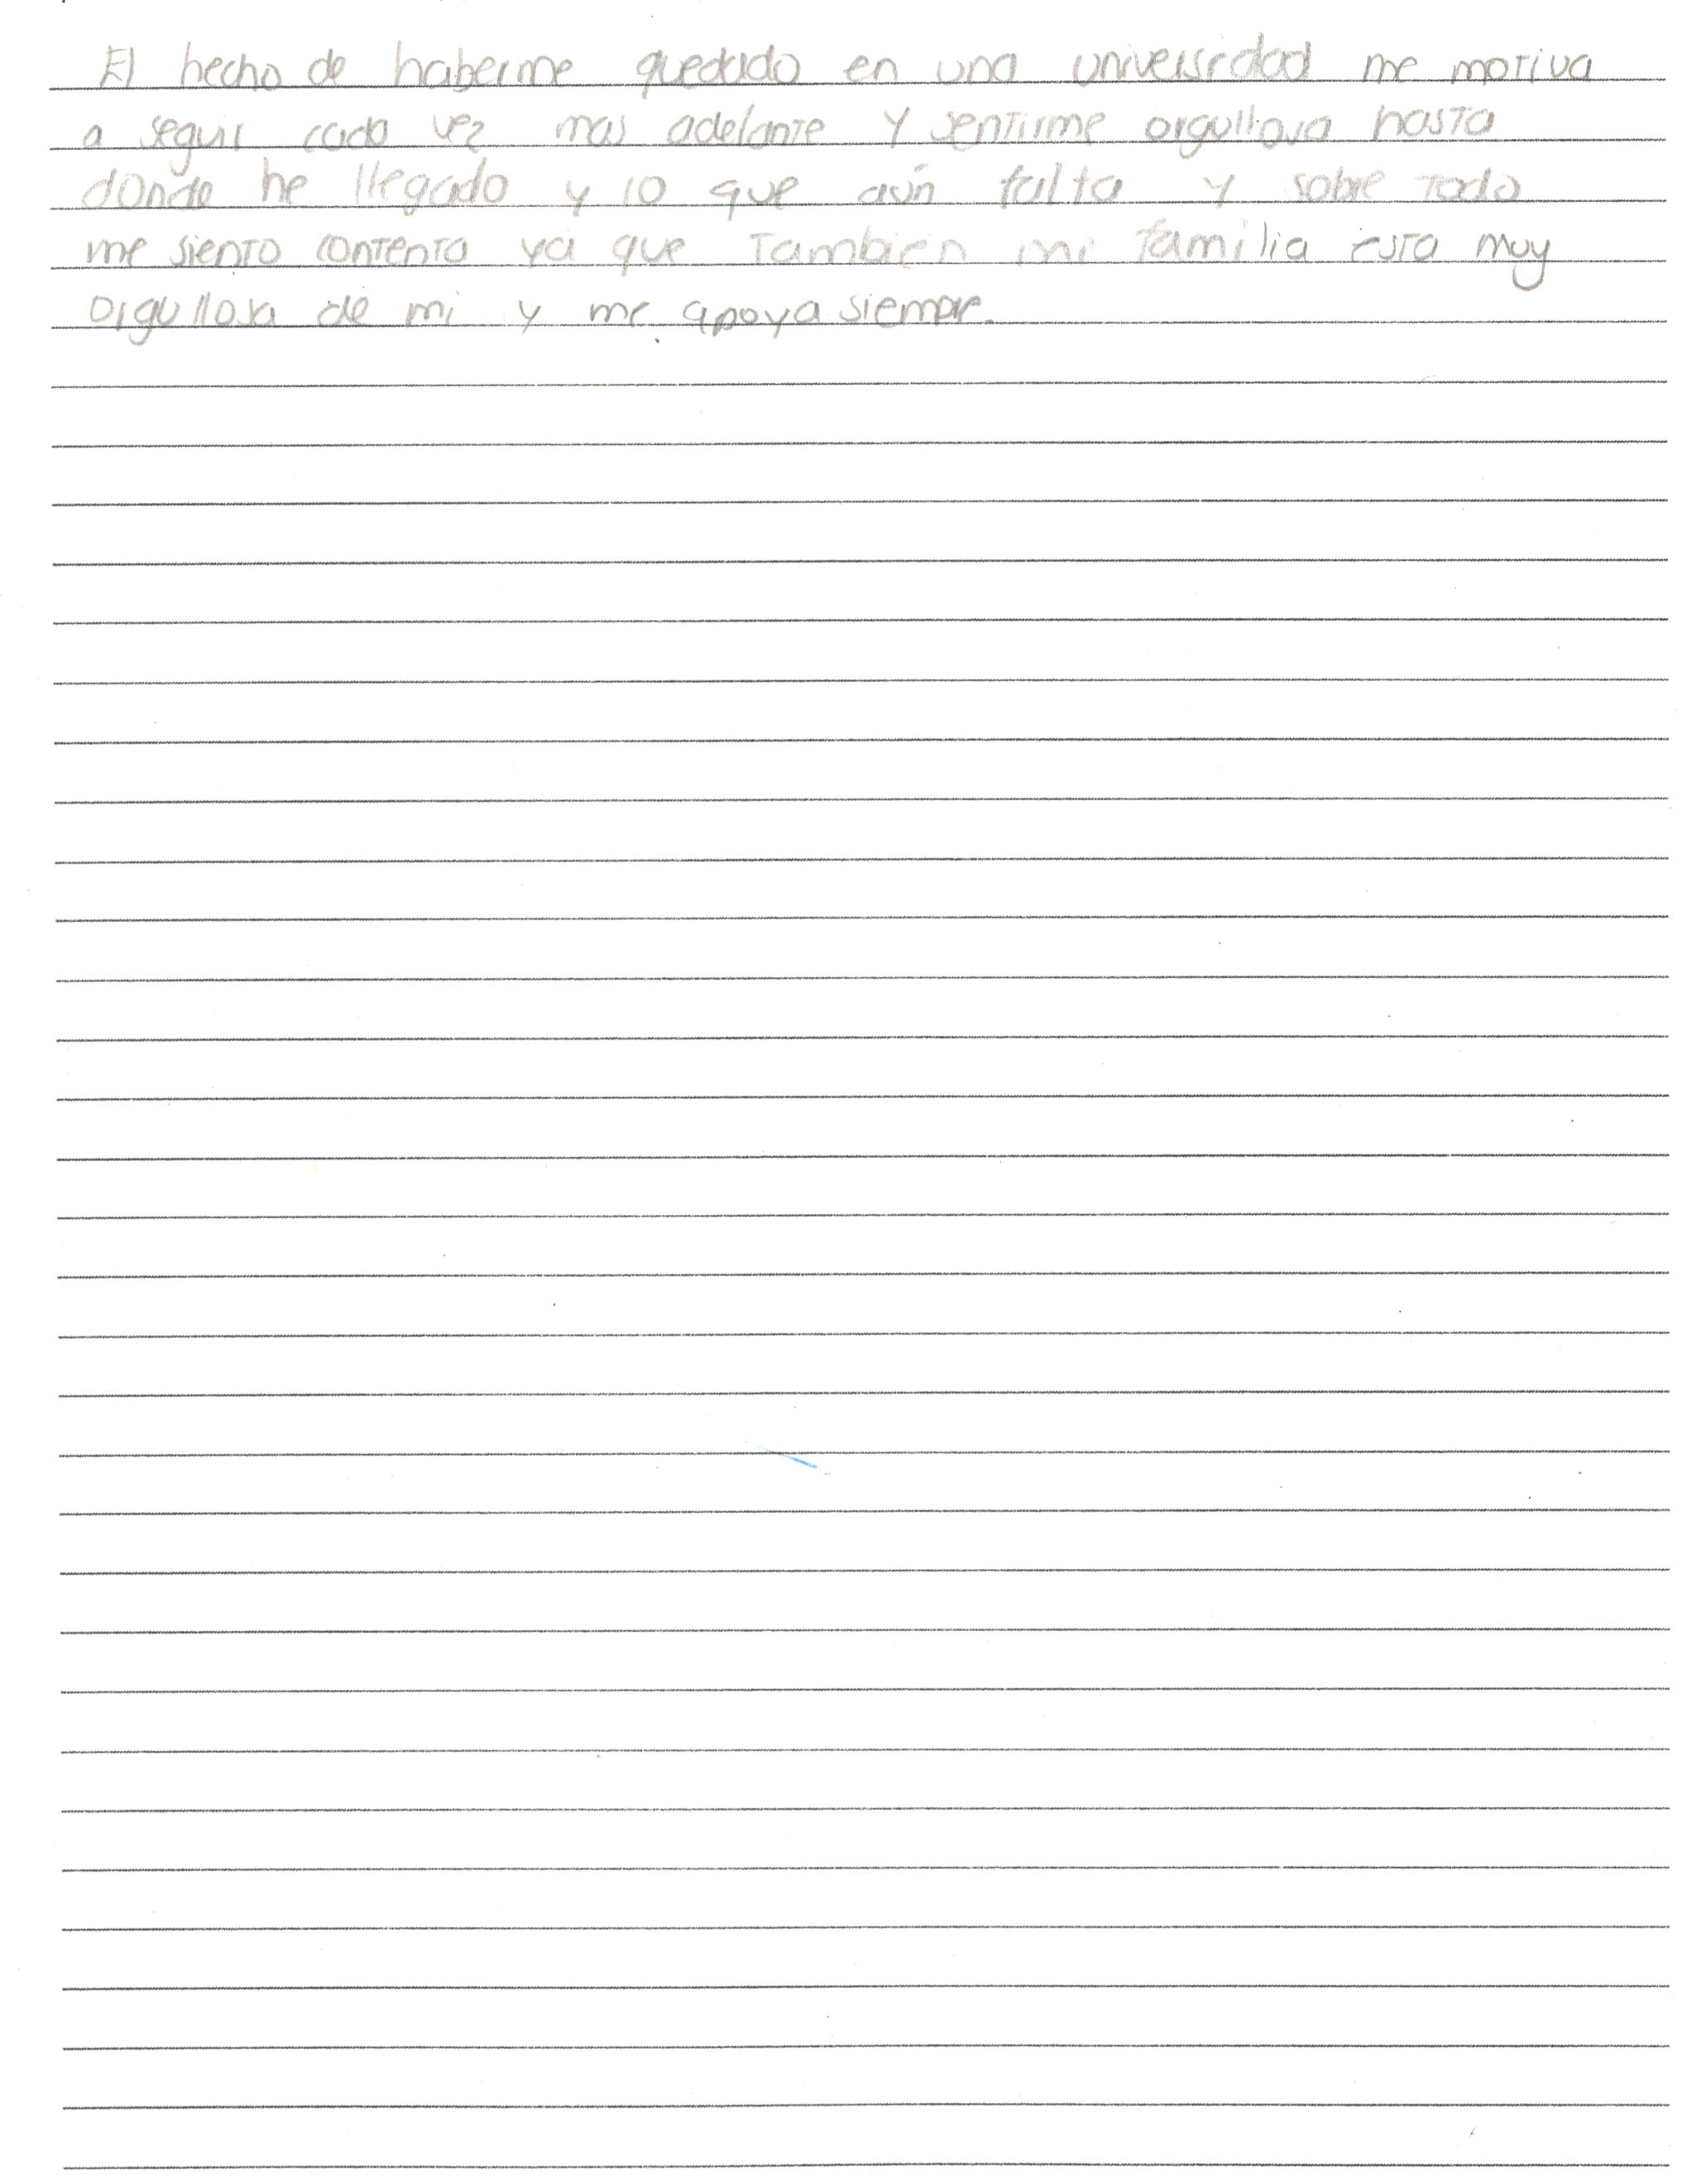 El hecho de haberme quedado en una universidad me motiva
a seguir cada vez mas adelante y sentirme orgullosa hasta
donde he llegado y lo que aún falta y sobre todo
me siento contenta ya que también mi familia esta muy
orgullosa de mi y me apoya siempre.